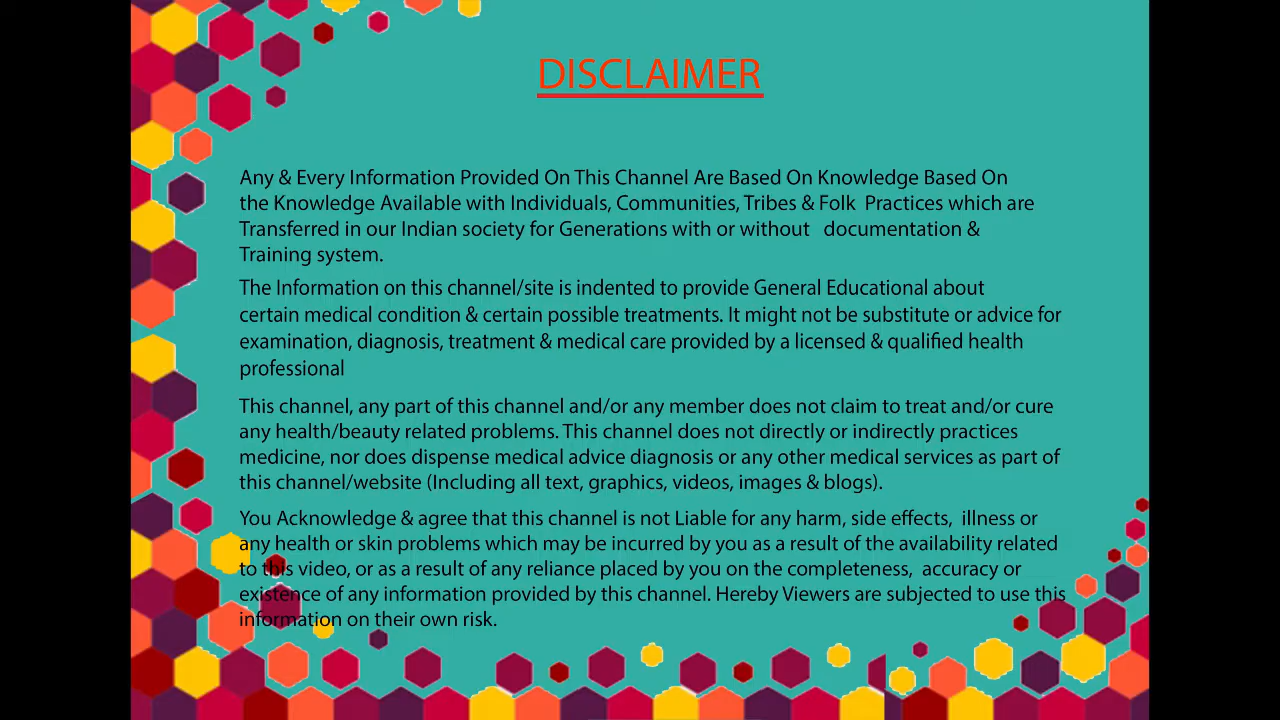 DISCLAIMER
Any & Every Information Provided On This Channel Are Based On Knowledge Based On
the Knowledge Available with Individuals, Communities, Tribes & Folk Practices which are
Transferred in our Indian society for Generations with or without documentation &
Training system.
The Information on this channel/site is indented to provide General Educational about
certain medical condition & certain possible treatments. It might not be substitute or advice for
examination, diagnosis, treatment & medical care provided by a licensed & qualified health
professional
This channel, any part of this channel and/or any member does not claim to treat and/or cure
any health/beauty related problems. This channel does not directly or indirectly practices
medicine, nor does dispense medical advice diagnosis or any other medical services as part of
this channel/website (Including all text, graphics, videos, images & blogs).
You Acknowledge & agree that this channel is not Liable for any harm, side effects, illness or
any health or skin problems which may be incurred by you as a result of the availability related
to this video, or as a result of any reliance placed by you on the completeness, accuracy or
existence of any information provided by this channel. Hereby Viewers are subjected to use this
information on their own risk.